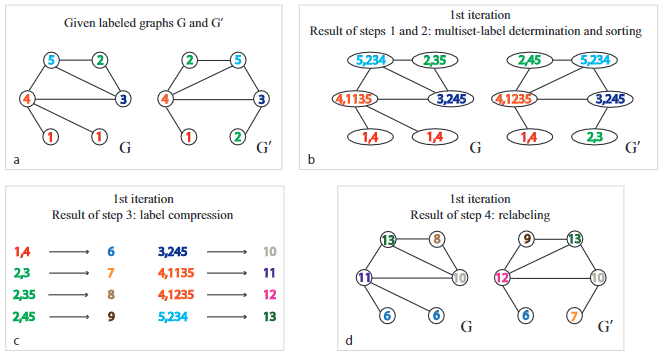 Given labeled graphs G and G′
5 2 2 5
4 3 4 3
1 1 1 2
G G′
a
1st iteration
Result of steps 1 and 2: multiset-label determination and sorting
5,234 2,35 2,45 5,234
4,1135 3,245 4,1235 3,245
1,4 1,4 1,4 2,3
G G′
b
1st iteration
Result of step 3: label compression
1,4 → 6 3,245 → 10
2,3 → 7 4,1135 → 11
2,35 → 8 4,1235 → 12
2,45 → 9 5,234 → 13
c
1st iteration
Result of step 4: relabeling
13 8 9 13
11 10 12 10
6 6 6 7
G G′
d